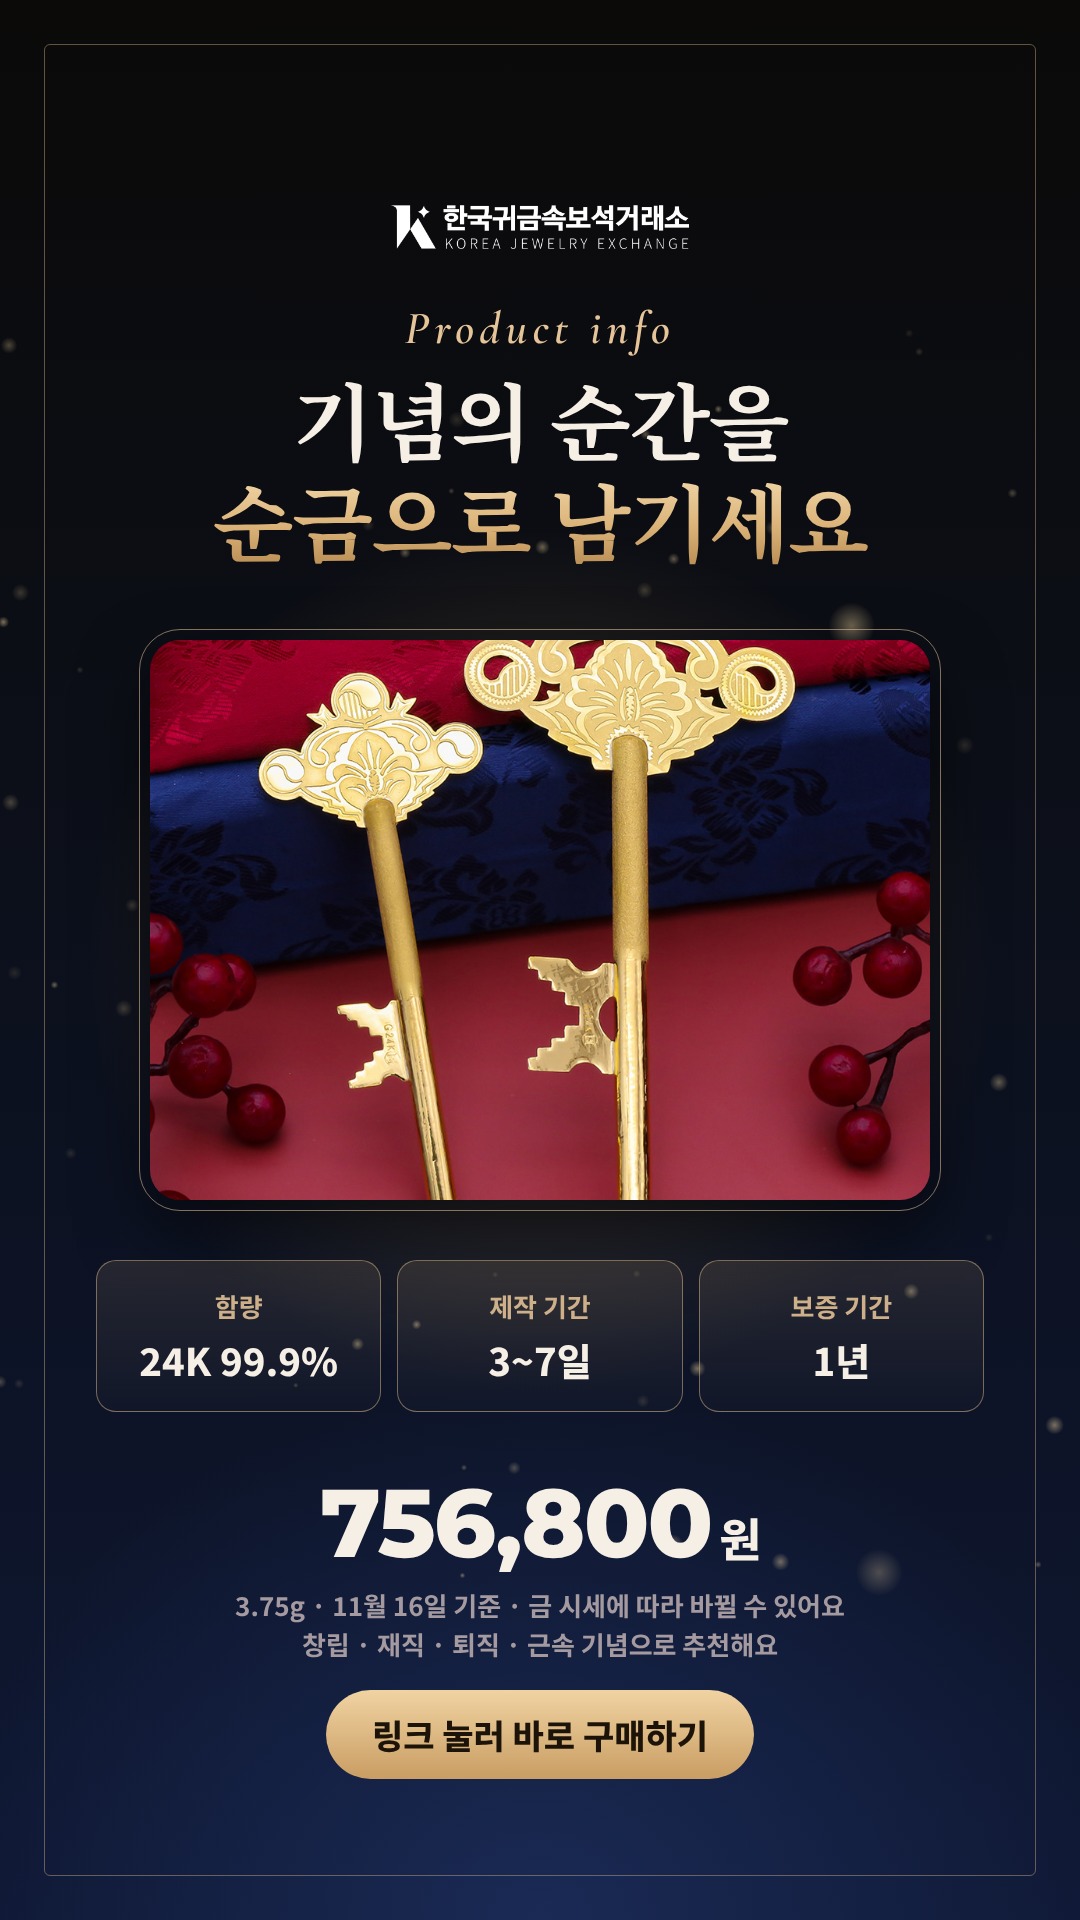 한국귀금속보석거래소
KOREA JEWELRY EXCHANGE
Product info
기념의 순간을
순금으로 남기세요
함량
24K 99.9%
제작 기간
3~7일
보증 기간
1년
756,800원
3.75g · 11월 16일 기준 · 금 시세에 따라 바뀔 수 있어요
창립 · 재직 · 퇴직 · 근속 기념으로 추천해요
링크 눌러 바로 구매하기